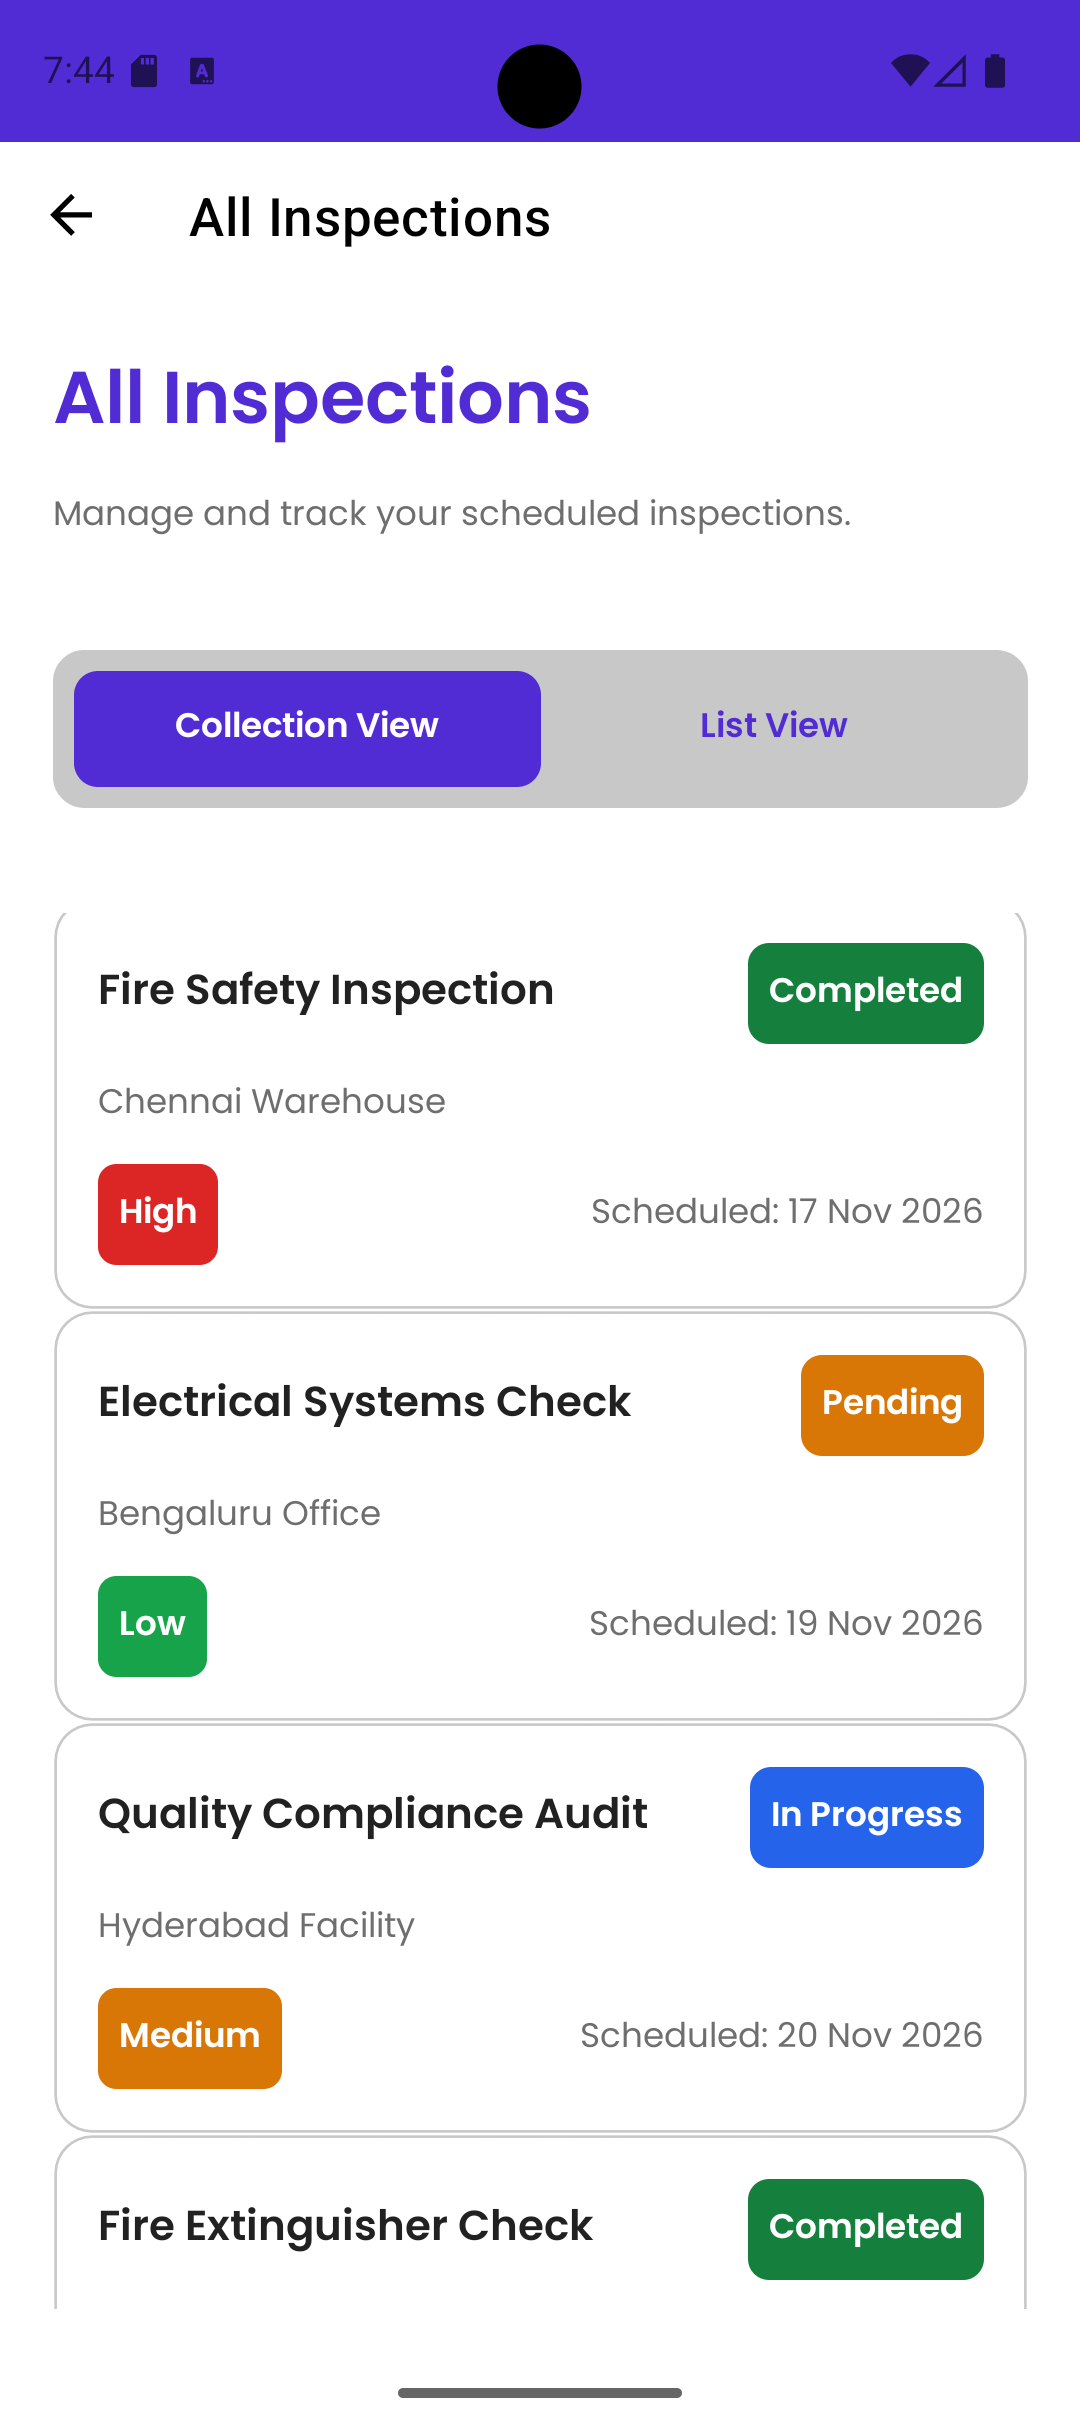 7:44
All Inspections
All Inspections
Manage and track your scheduled inspections.
Collection View
List View
Fire Safety Inspection
Completed
Chennai Warehouse
High
Scheduled: 17 Nov 2026
Electrical Systems Check
Pending
Bengaluru Office
Low
Scheduled: 19 Nov 2026
Quality Compliance Audit
In Progress
Hyderabad Facility
Medium
Scheduled: 20 Nov 2026
Fire Extinguisher Check
Completed